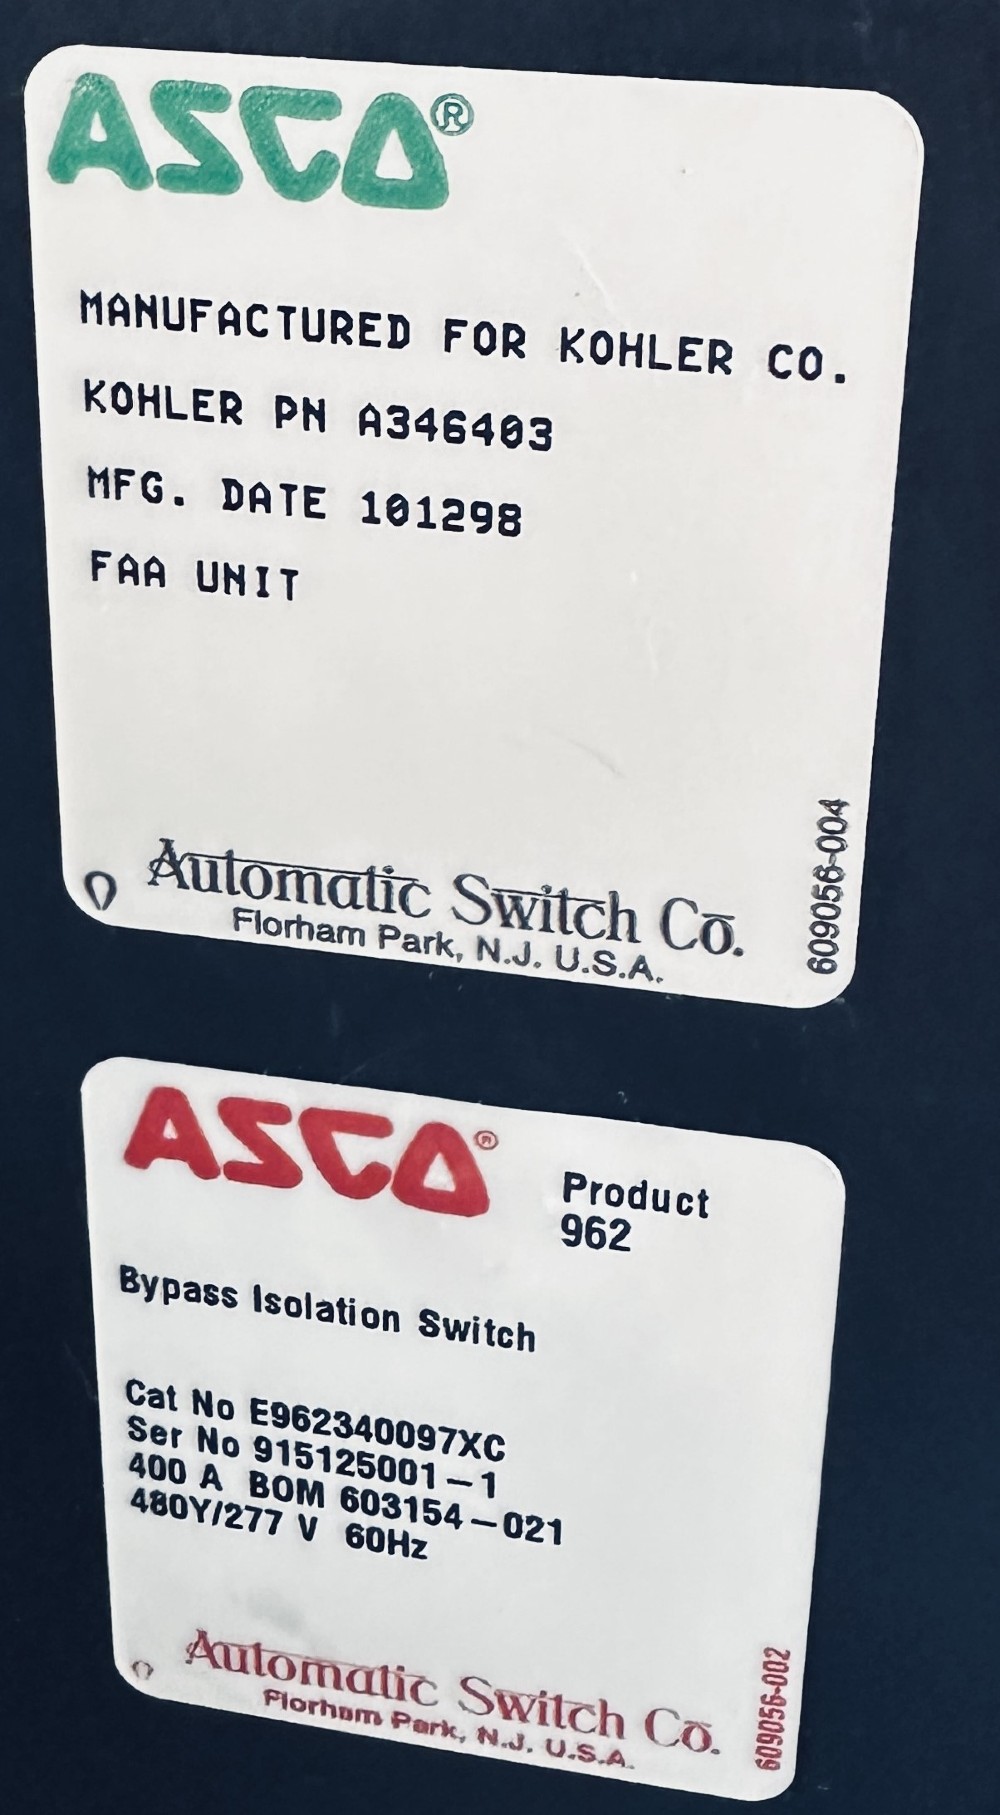 ASCO®
MANUFACTURED FOR KOHLER CO.
KOHLER PN A346403
MFG. DATE 101298
FAA UNIT
Automatic Switch Co.
Florham Park, N.J. U.S.A.
609056-004
ASCO®
Product
962
Bypass Isolation Switch
Cat No E962340097XC
Ser No 915125001-1
400 A BOM 603154-021
480Y/277 V 60Hz
Automatic Switch Co.
Florham Park, N.J. U.S.A.
609056-002